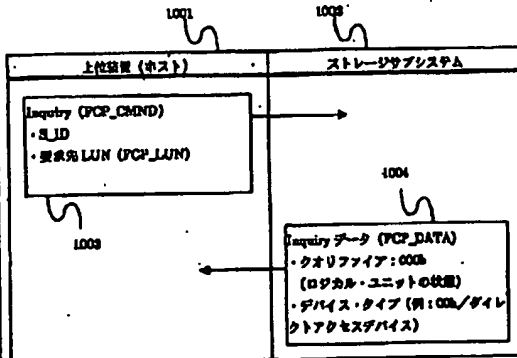 1001
1002
上位装置 (ホスト)
ストレージサブシステム
Inquiry (FCP_CMND)
・S_ID
・要求先 LUN (FCP_LUN)
1003
1004
Inquiry データ (FCP_DATA)
・クオリファイア : 000b
(ロジカル・ユニットの状態)
・デバイス・タイプ (例 : 00h/ダイレ
クトアクセスデバイス)